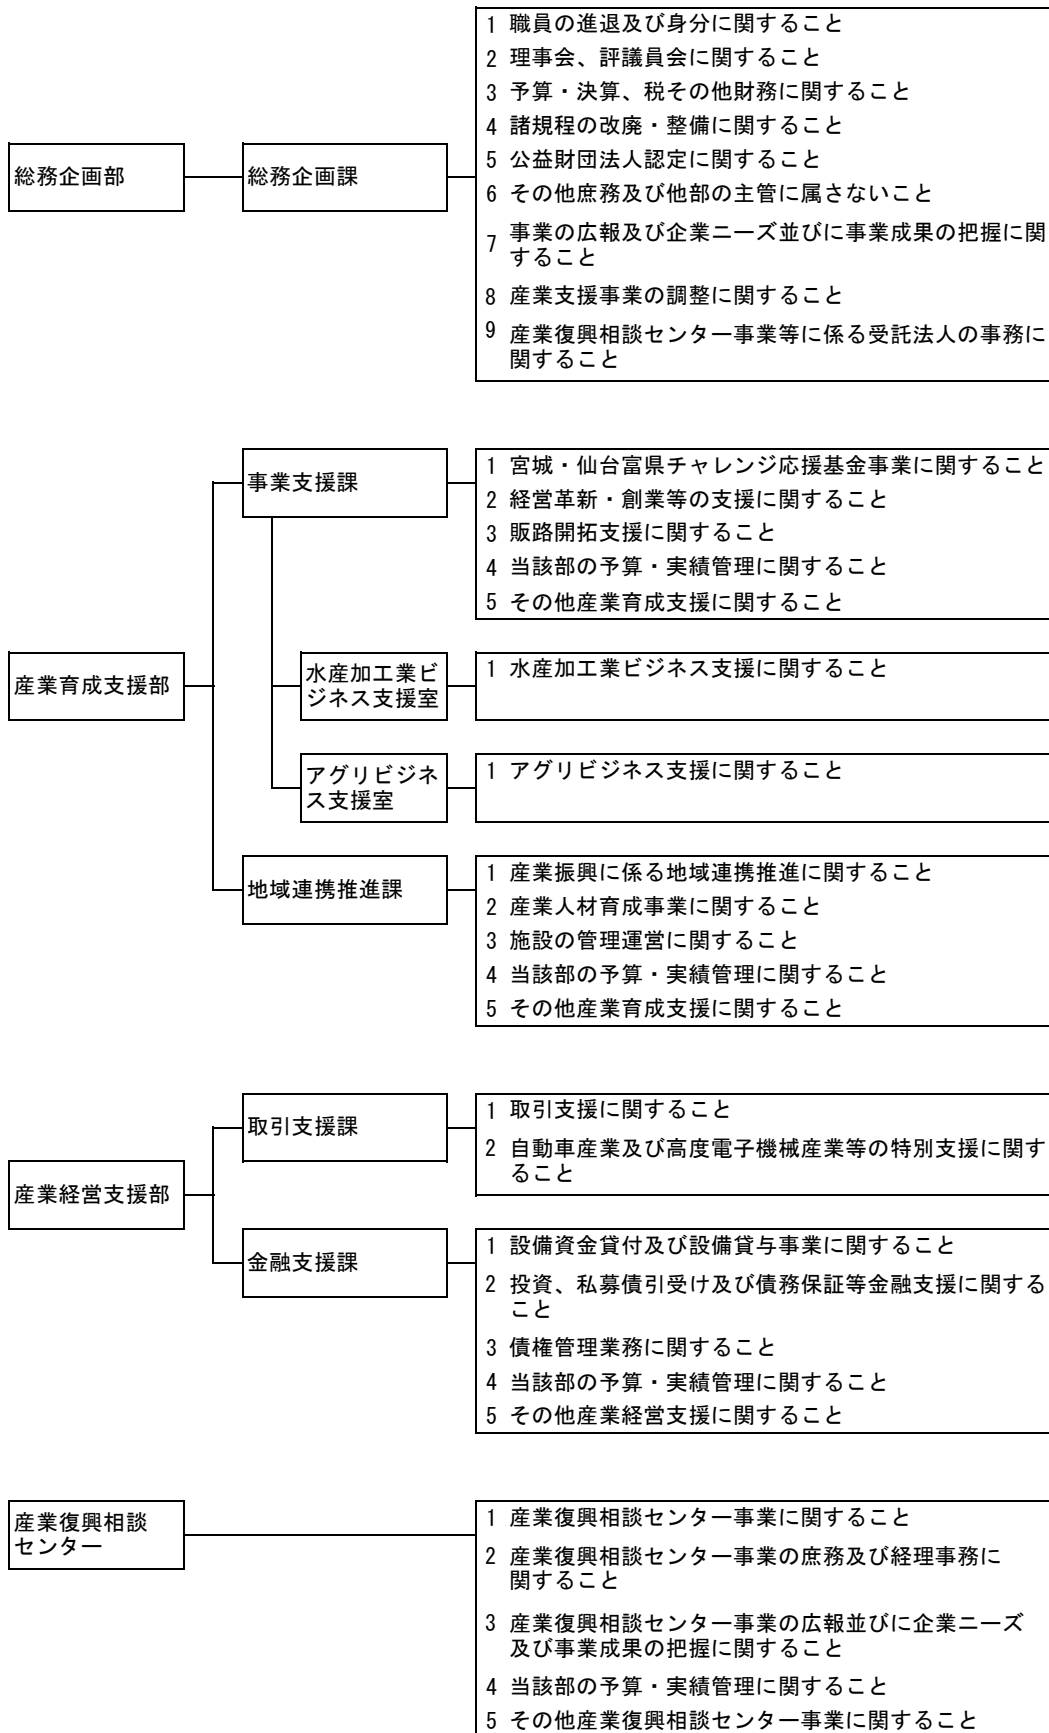 総務企画部
総務企画課
1 職員の進退及び身分に関すること
2 理事会、評議員会に関すること
3 予算・決算、税その他財務に関すること
4 諸規程の改廃・整備に関すること
5 公益財団法人認定に関すること
6 その他庶務及び他部の主管に属さないこと
7 事業の広報及び企業ニーズ並びに事業成果の把握に関
すること
8 産業支援事業の調整に関すること
9 産業復興相談センター事業等に係る受託法人の事務に
関すること
産業育成支援部
事業支援課
1 宮城・仙台富県チャレンジ応援基金事業に関すること
2 経営革新・創業等の支援に関すること
3 販路開拓支援に関すること
4 当該部の予算・実績管理に関すること
5 その他産業育成支援に関すること
水産加工業ビ
ジネス支援室
1 水産加工業ビジネス支援に関すること
アグリビジネ
ス支援室
1 アグリビジネス支援に関すること
地域連携推進課
1 産業振興に係る地域連携推進に関すること
2 産業人材育成事業に関すること
3 施設の管理運営に関すること
4 当該部の予算・実績管理に関すること
5 その他産業育成支援に関すること
産業経営支援部
取引支援課
1 取引支援に関すること
2 自動車産業及び高度電子機械産業等の特別支援に関す
ること
金融支援課
1 設備資金貸付及び設備貸与事業に関すること
2 投資、私募債引受け及び債務保証等金融支援に関する
こと
3 債権管理業務に関すること
4 当該部の予算・実績管理に関すること
5 その他産業経営支援に関すること
産業復興相談
センター
1 産業復興相談センター事業に関すること
2 産業復興相談センター事業の庶務及び経理事務に
関すること
3 産業復興相談センター事業の広報並びに企業ニーズ
及び事業成果の把握に関すること
4 当該部の予算・実績管理に関すること
5 その他産業復興相談センター事業に関すること